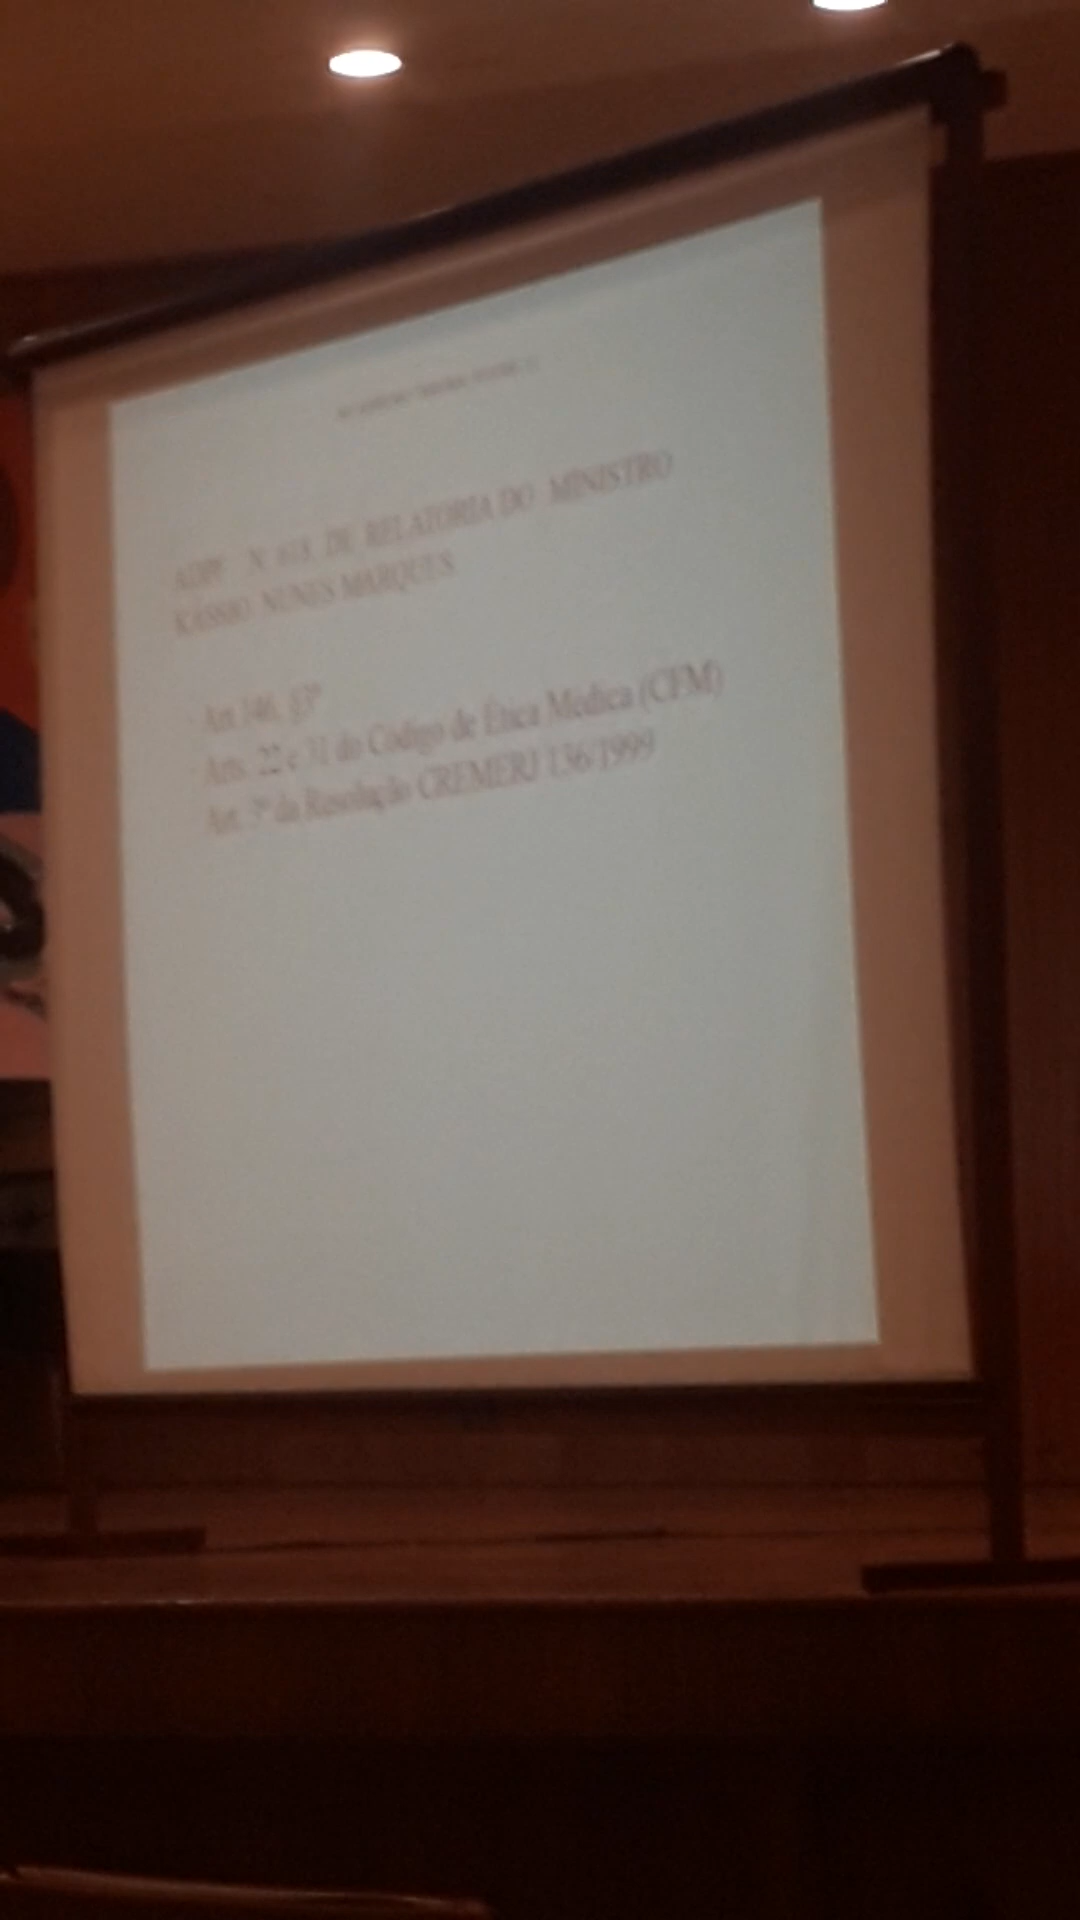 ADPF N. 618, DE RELATORIA DO MINISTRO
KÁSSIO NUNES MARQUES
Art.146, §3º
Arts. 22 e 31 do Código de Ética Médica (CFM)
Art. 3º da Resolução CREMERJ 136/1999